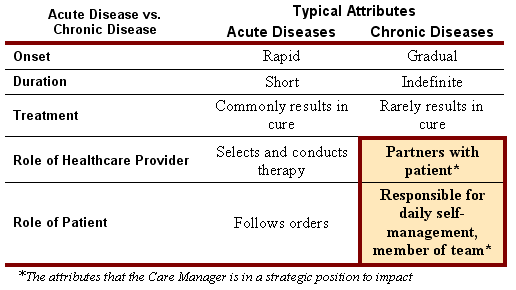 Acute Disease vs.
Chronic Disease
Typical Attributes
Acute Diseases
Chronic Diseases
Onset
Rapid
Gradual
Duration
Short
Indefinite
Treatment
Commonly results in
cure
Rarely results in
cure
Role of Healthcare Provider
Selects and conducts
therapy
Partners with
patient*
Role of Patient
Follows orders
Responsible for
daily self-
management,
member of team*
*The attributes that the Care Manager is in a strategic position to impact